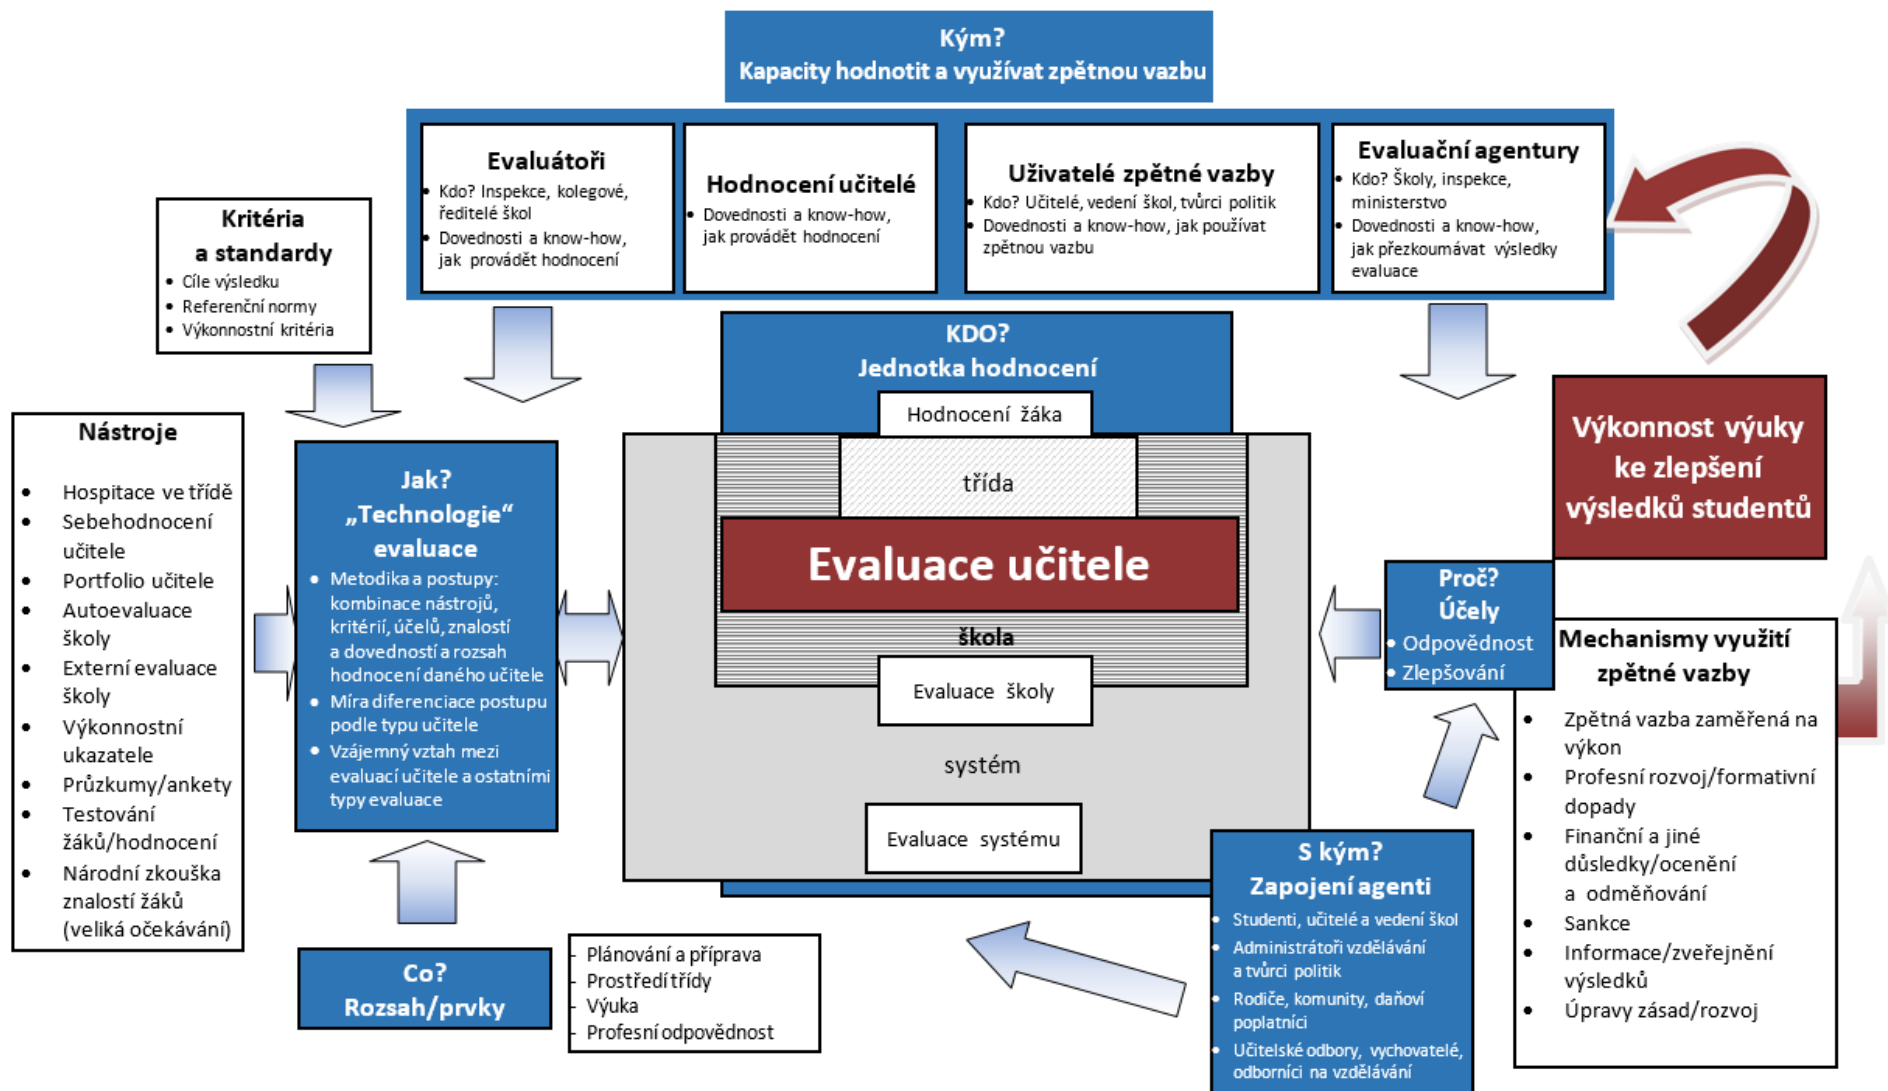 Kým?
Kapacity hodnotit a využívat zpětnou vazbu
Evaluátoři
• Kdo? Inspekce, kolegové,
ředitelé škol
• Dovednosti a know-how,
jak provádět hodnocení
Hodnocení učitelé
• Dovednosti a know-how,
jak provádět hodnocení
Uživatelé zpětné vazby
• Kdo? Učitelé, vedení škol, tvůrci politik
• Dovednosti a know-how, jak používat
zpětnou vazbu
Evaluační agentury
• Kdo? Školy, inspekce,
ministerstvo
• Dovednosti a know-how,
jak přezkoumávat výsledky
evaluace
Kritéria
a standardy
• Cíle výsledku
• Referenční normy
• Výkonnostní kritéria
Nástroje
• Hospitace ve třídě
• Sebehodnocení
učitele
• Portfolio učitele
• Autoevaluace
školy
• Externí evaluace
školy
• Výkonnostní
ukazatele
• Průzkumy/ankety
• Testování
žáků/hodnocení
• Národní zkouška
znalostí žáků
(veliká očekávání)
Jak?
„Technologie“
evaluace
• Metodika a postupy:
kombinace nástrojů,
kritérií, účelů, znalostí
a dovedností a rozsah
hodnocení daného učitele
• Míra diferenciace postupu
podle typu učitele
• Vzájemný vztah mezi
evaluací učitele a ostatními
typy evaluace
Co?
Rozsah/prvky
- Plánování a příprava
- Prostředí třídy
- Výuka
- Profesní odpovědnost
KDO?
Jednotka hodnocení
Hodnocení žáka
třída
Evaluace učitele
škola
Evaluace školy
systém
Evaluace systému
S kým?
Zapojení agenti
• Studenti, učitelé a vedení škol
• Administrátoři vzdělávání
a tvůrci politik
• Rodiče, komunity, daňoví
poplatníci
• Učitelské odbory, vychovatelé,
odborníci na vzdělávání
Proč?
Účely
• Odpovědnost
• Zlepšování
Výkonnost výuky
ke zlepšení
výsledků studentů
Mechanismy využití
zpětné vazby
• Zpětná vazba zaměřená na
výkon
• Profesní rozvoj/formativní
dopady
• Finanční a jiné
důsledky/ocenění
a odměňování
• Sankce
• Informace/zveřejnění
výsledků
• Úpravy zásad/rozvoj